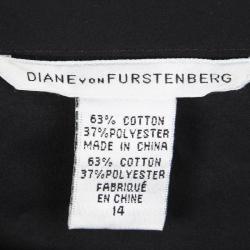 DIANE VON FURSTENBERG
63% COTTON
37%POLYESTER
MADE IN CHINA
63% COTTON
37%POLYESTER
FABRIQUÉ
EN CHINE
14